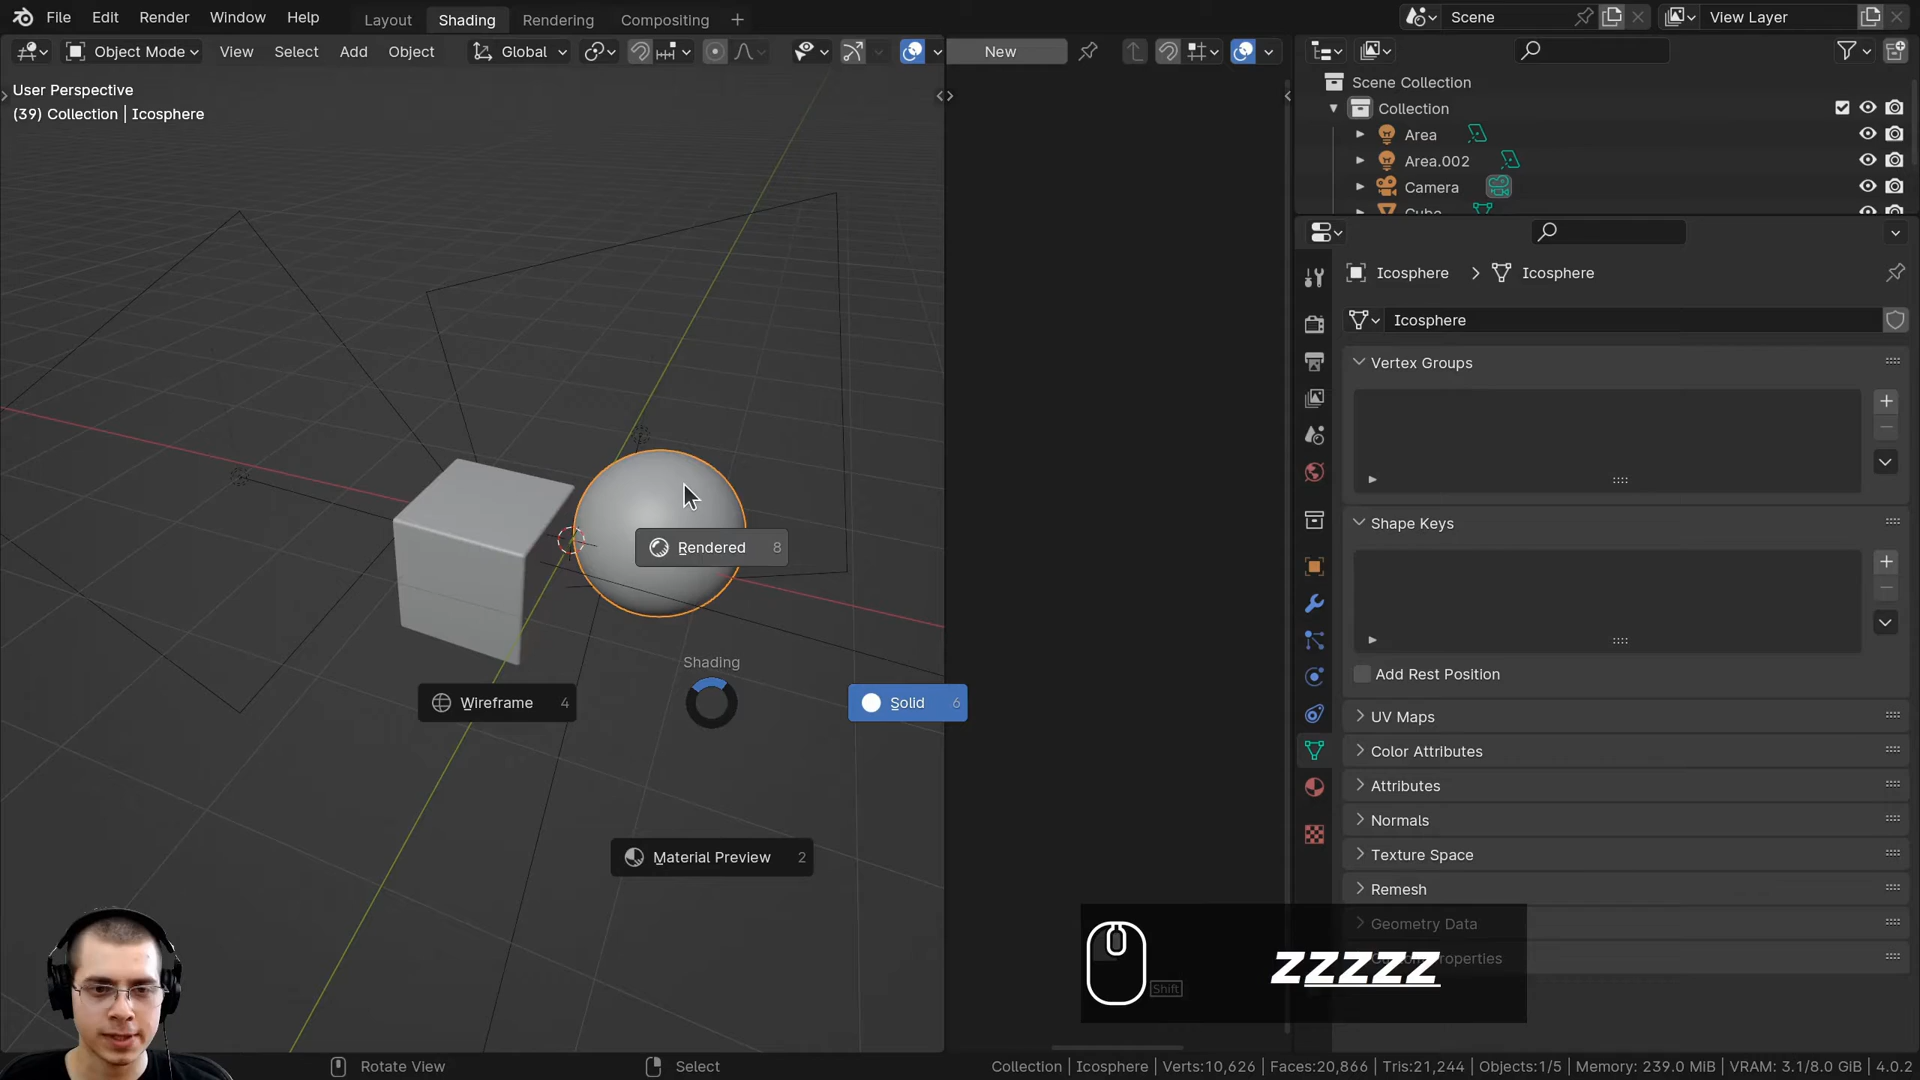 File Edit Render Window Help Layout Shading Rendering Compositing + Scene View Layer
Object Mode View Select Add Object Global New
User Perspective
(39) Collection | Icosphere
Scene Collection
Collection
Area
Area.002
Camera
Cube
Icosphere > Icosphere
Icosphere
Vertex Groups
Shape Keys
Add Rest Position
UV Maps
Color Attributes
Attributes
Normals
Texture Space
Remesh
Geometry Data
Properties
Rendered 8
Shading
Wireframe 4
Solid 6
Material Preview 2
Shift
zzzzz
Rotate View
Select
Collection | Icosphere | Verts:10,626 | Faces:20,866 | Tris:21,244 | Objects:1/5 | Memory: 239.0 MiB | VRAM: 3.1/8.0 GiB | 4.0.2